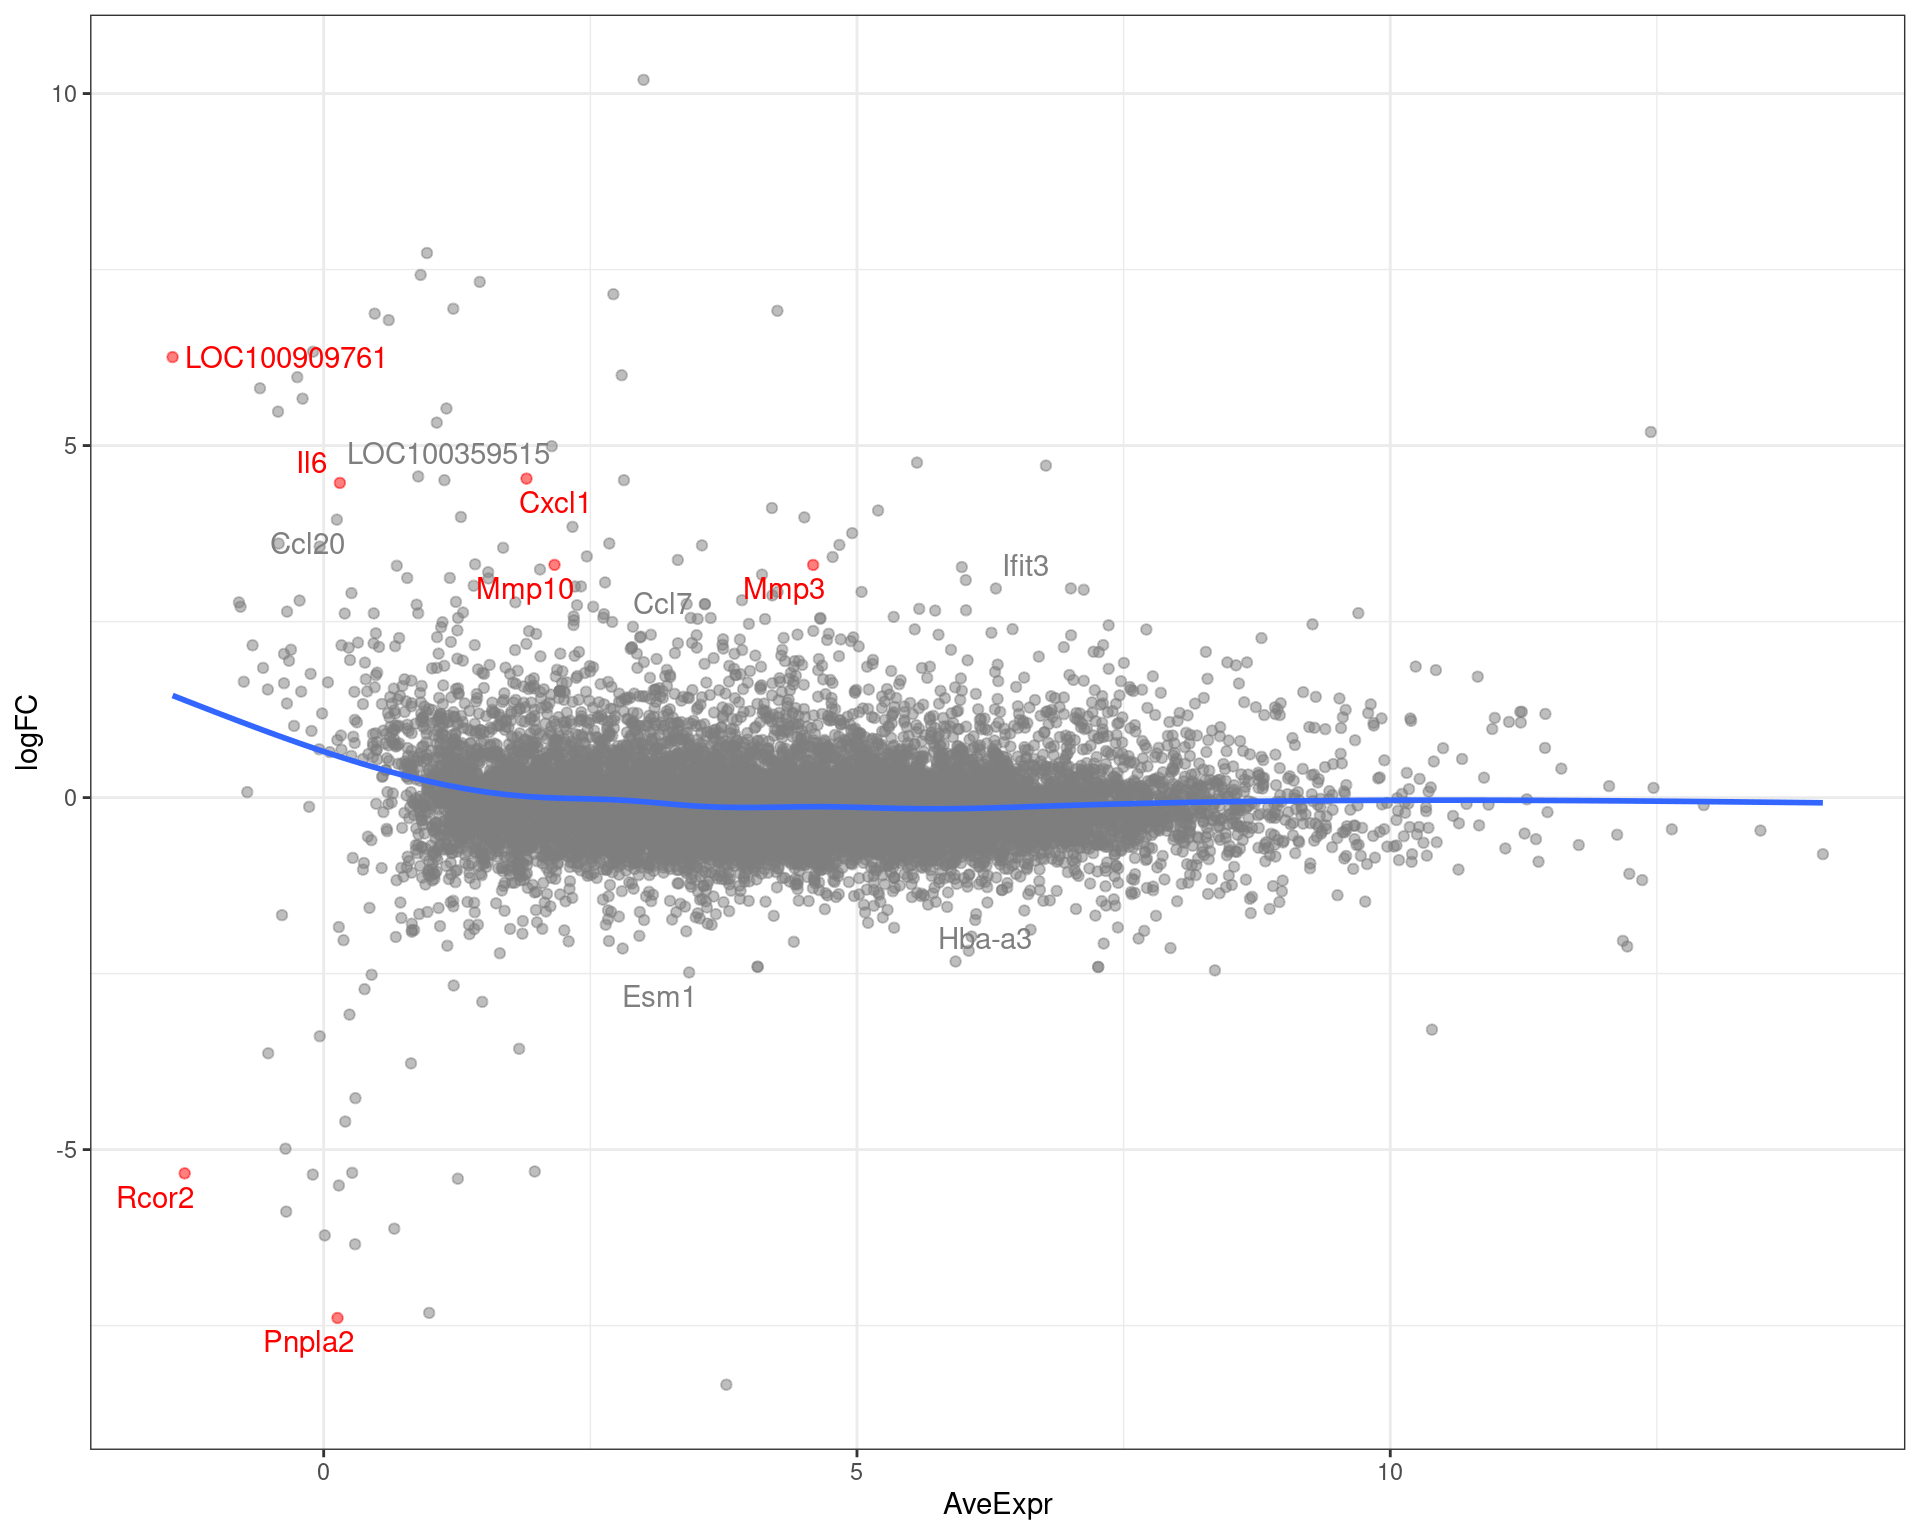 10
5
0
-5
logFC
LOC100909761
LOC100359515
Il6
Cxcl1
Ccl20
Ifit3
Mmp10
Mmp3
Ccl7
Hba-a3
Esm1
Rcor2
Pnpla2
0
5
10
AveExpr